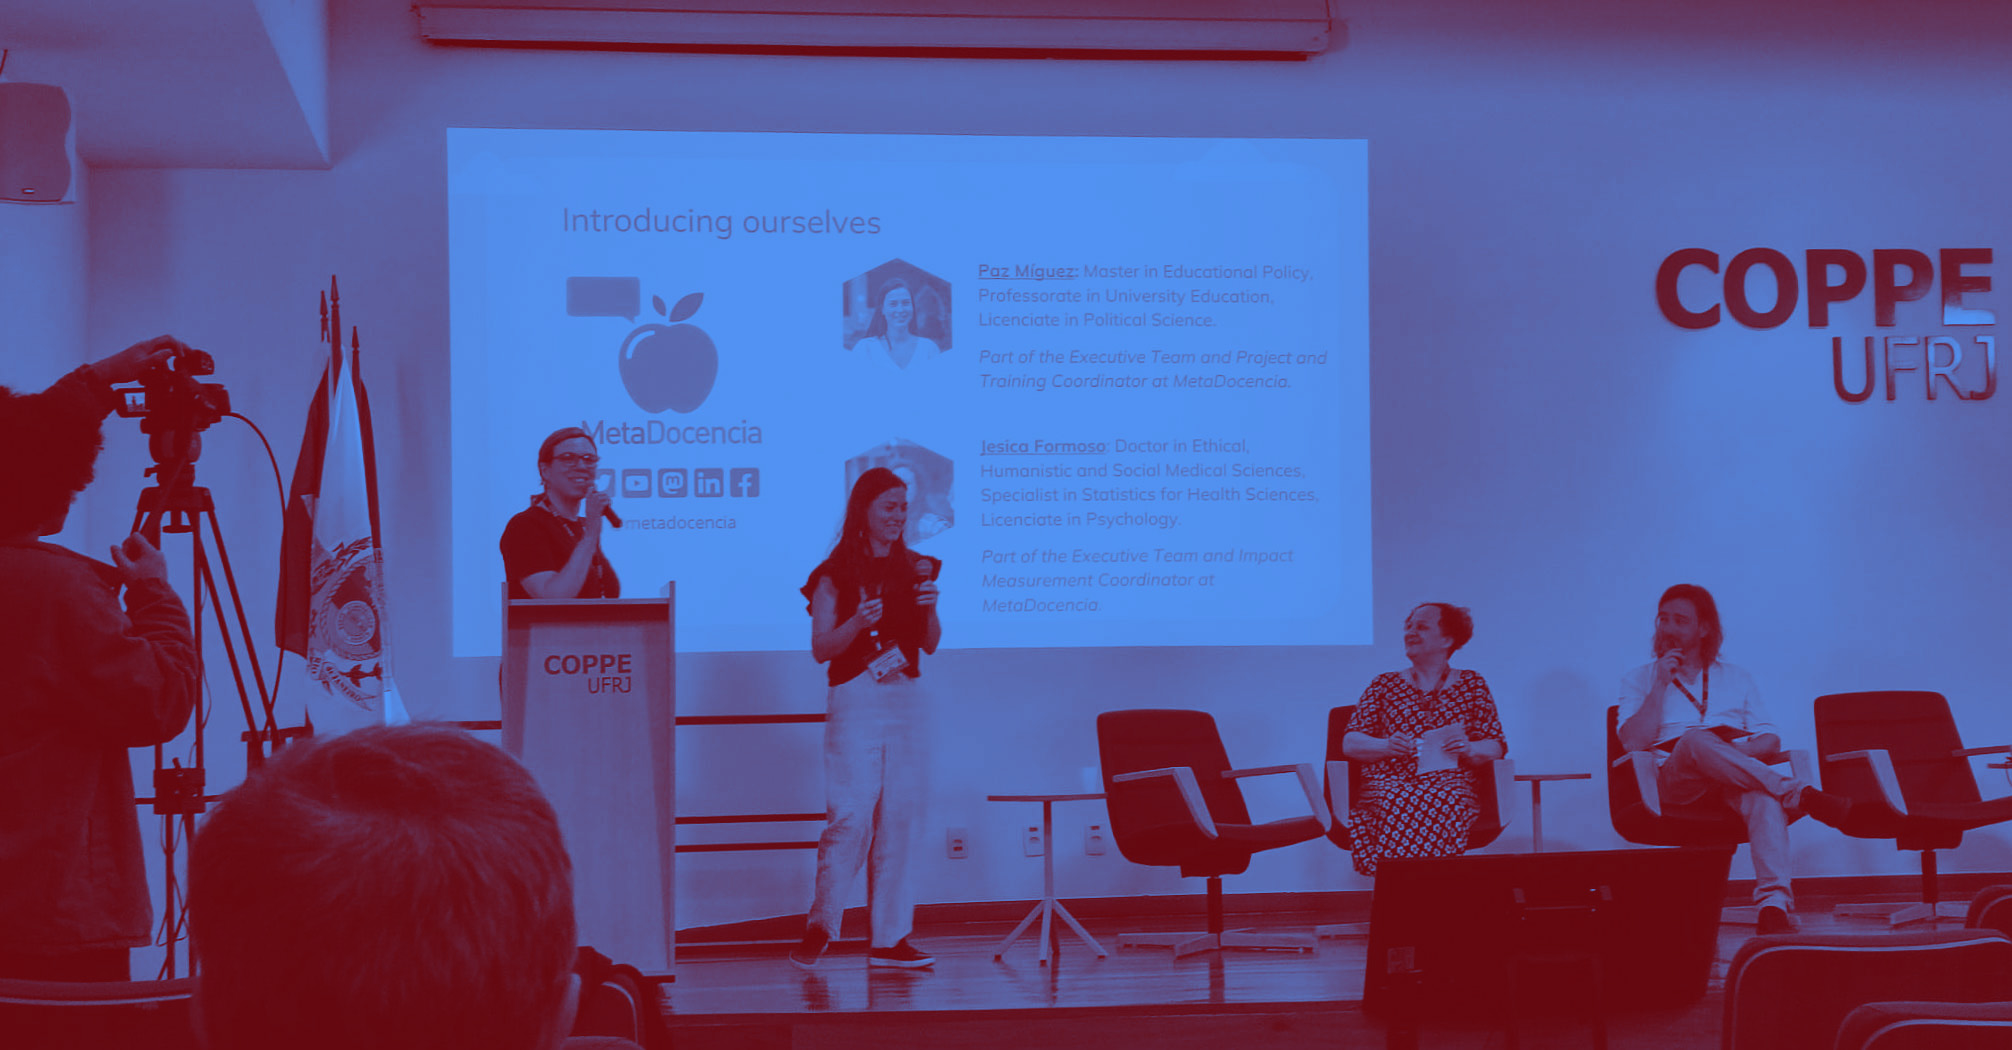 Introducing ourselves
MetaDocencia
metadocencia
Paz Míguez: Master in Educational Policy,
Professorate in University Education,
Licenciate in Political Science.
Part of the Executive Team and Project and
Training Coordinator at MetaDocencia.
Jesica Formoso: Doctor in Ethical,
Humanistic and Social Medical Sciences,
Specialist in Statistics for Health Sciences,
Licenciate in Psychology.
Part of the Executive Team and Impact
Measurement Coordinator at
MetaDocencia.
COPPE
UFRJ
COPPE
UFRJ